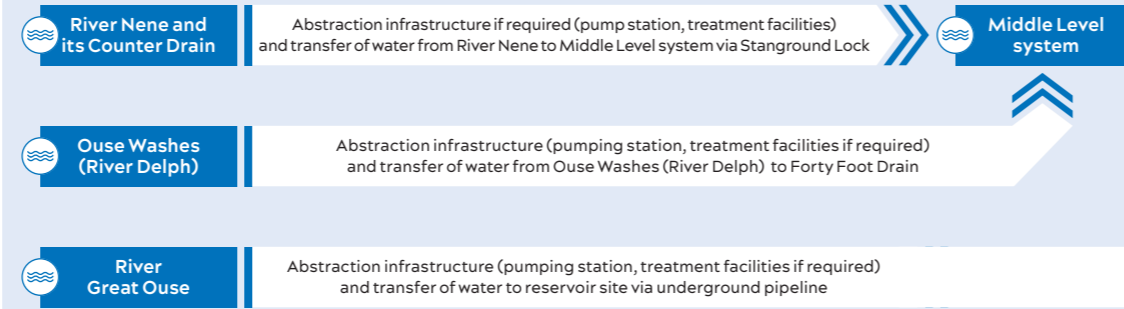 River Nene and
its Counter Drain
Abstraction infrastructure if required (pump station, treatment facilities)
and transfer of water from River Nene to Middle Level system via Stanground Lock
Middle Level
system
Ouse Washes
(River Delph)
Abstraction infrastructure (pumping station, treatment facilities if required)
and transfer of water from Ouse Washes (River Delph) to Forty Foot Drain
River
Great Ouse
Abstraction infrastructure (pumping station, treatment facilities if required)
and transfer of water to reservoir site via underground pipeline